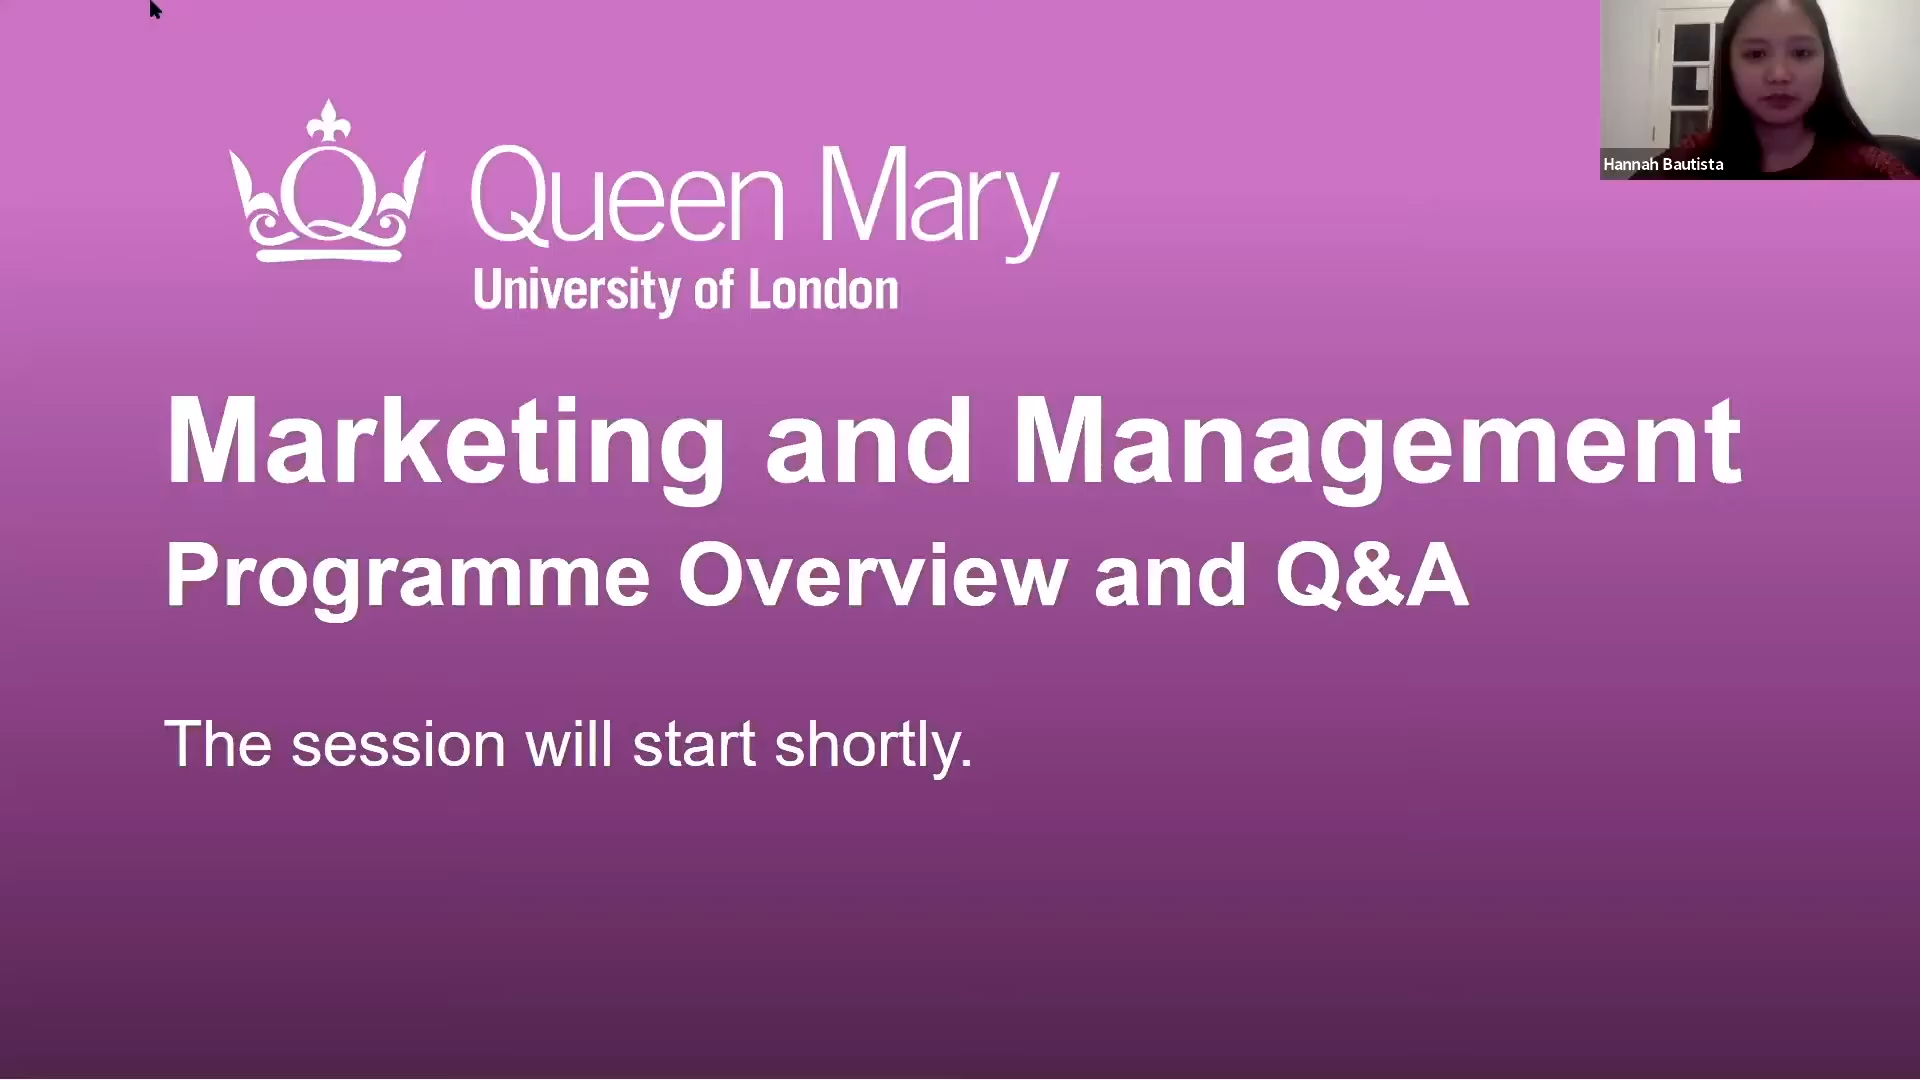 Queen Mary
University of London
Hannah Bautista
Marketing and Management
Programme Overview and Q&A
The session will start shortly.